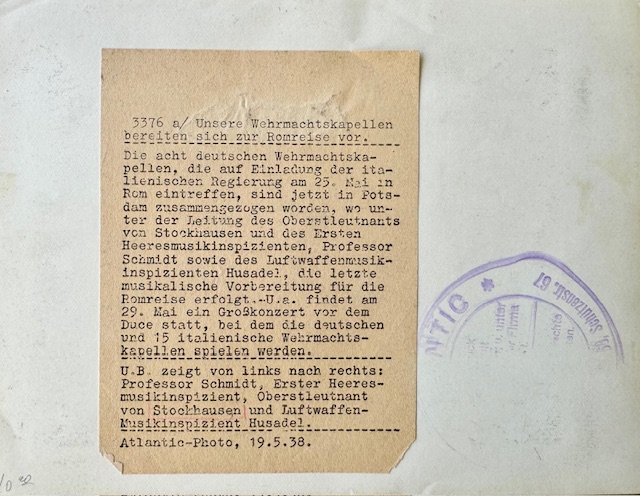 3376 a/ Unsere Wehrmachtskapellen
bereiten sich zur Romreise vor.
Die acht deutschen Wehrmachtska-
pellen, die auf Einladung der ita-
lienischen Regierung am 25. Mai in
Rom eintreffen, sind jetzt in Pots-
dam zusammengezogen worden, wo un-
ter der Leitung des Oberstleutnants
von Stockhausen und des Ersten
Heeresmusikinspizienten, Professor
Schmidt sowie des Luftwaffenmusik-
inspizienten Husadel, die letzte
musikalische Vorbereitung für die
Romreise erfolgt.-U.a. findet am
29. Mai ein Großkonzert vor dem
Duce statt, bei dem die deutschen
und 15 italienische Wehrmachts-
kapellen spielen werden.
U.B. zeigt von links nach rechts:
Professor Schmidt, Erster Heeres-
musikinspizient, Oberstleutnant
von Stockhausen und Luftwaffen-
Musikinspizient Husadel.
Atlantic-Photo, 19.5.38.
NTIC * Schützenstr. 67